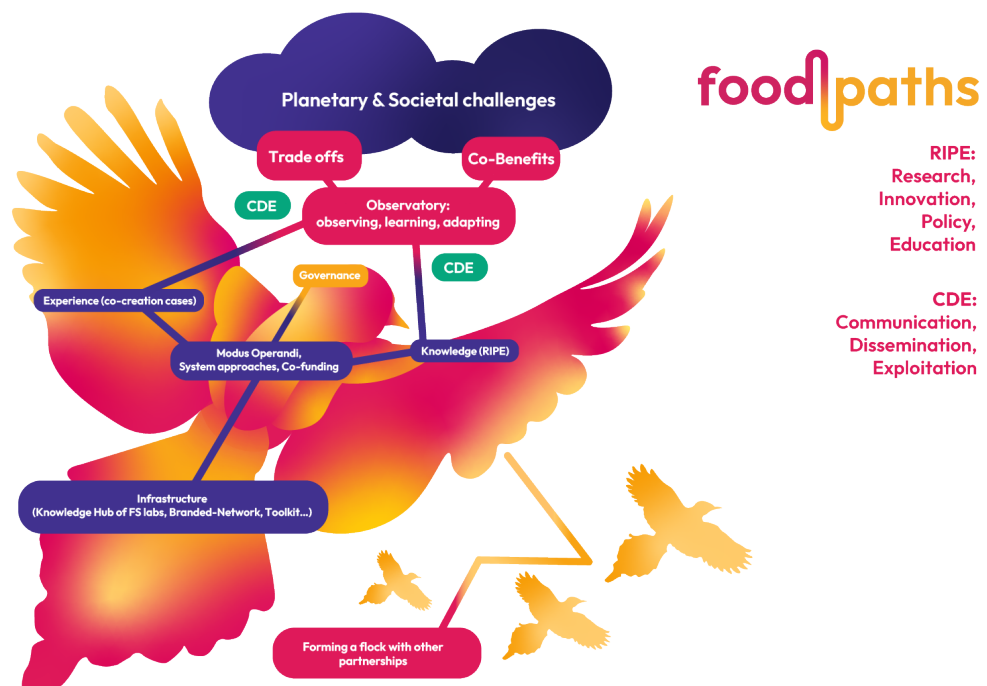 Planetary & Societal challenges
Trade offs
Co-Benefits
CDE
Observatory:
observing, learning, adapting
CDE
Governance
Experience (co-creation cases)
Modus Operandi,
System approaches, Co-funding
Knowledge (RIPE)
Infrastructure
(Knowledge Hub of FS labs, Branded-Network, Toolkit...)
Forming a flock with other
partnerships
foodpaths
RIPE:
Research,
Innovation,
Policy,
Education
CDE:
Communication,
Dissemination,
Exploitation